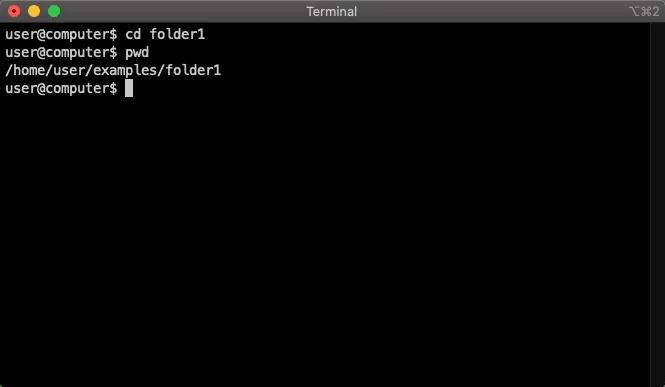 Terminal
⌥⌘2
user@computer$ cd folder1
user@computer$ pwd
/home/user/examples/folder1
user@computer$